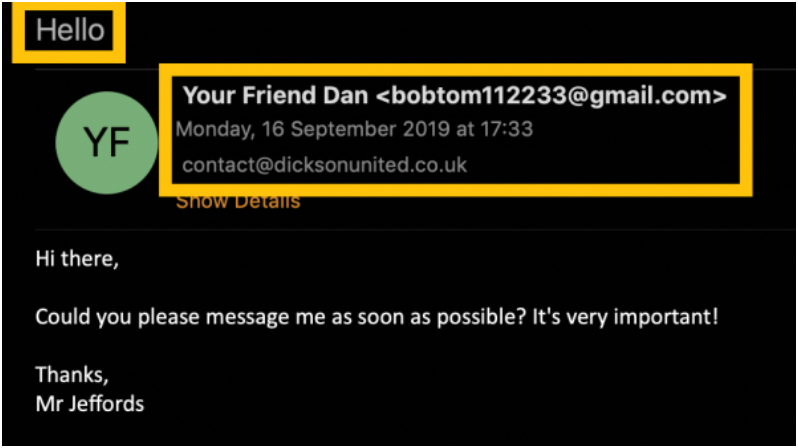 Hello
YF
Your Friend Dan <bobtom112233@gmail.com>
Monday, 16 September 2019 at 17:33
contact@dicksonunited.co.uk
Show Details
Hi there,
Could you please message me as soon as possible? It's very important!
Thanks,
Mr Jeffords